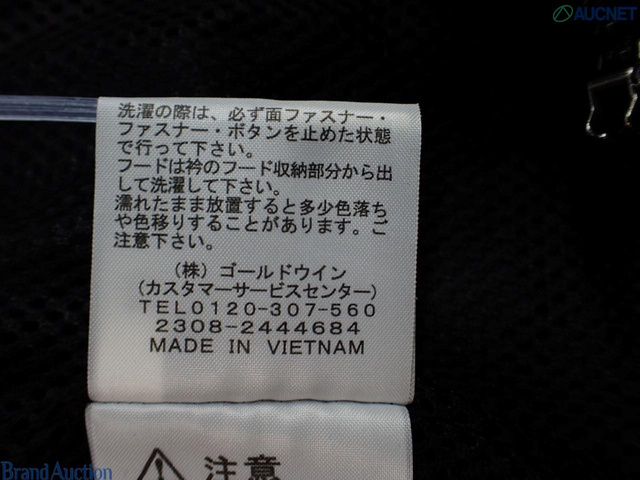 AUCNET
洗濯の際は、必ず面ファスナー・
ファスナー・ボタンを止めた状態
で行って下さい。
フードは衿のフード収納部分から出
して洗濯して下さい。
濡れたまま放置すると多少色落ち
や色移りすることがあります。ご
注意下さい。
（株）ゴールドウイン
(カスタマーサービスセンター)
TEL0120-307-560
2308-2444684
MADE IN VIETNAM
注意
Brand Auction